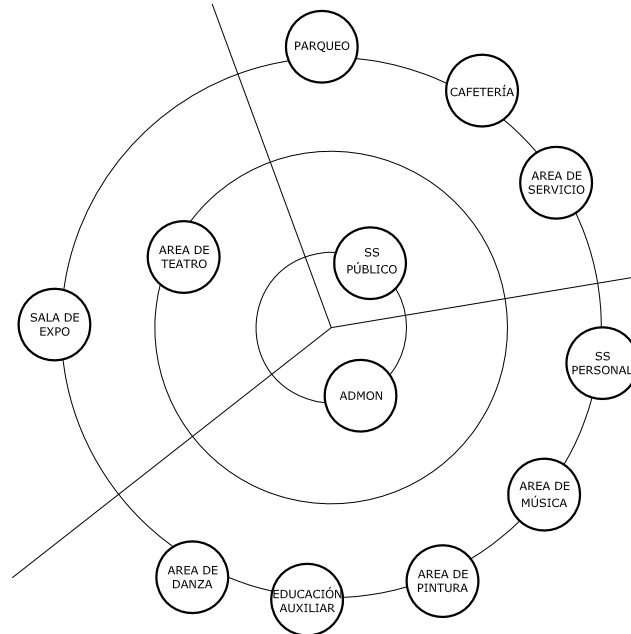 PARQUEO
CAFETERÍA
AREA DE
SERVICIO
AREA DE
TEATRO
SS
PÚBLICO
SALA DE
EXPO
SS
PERSONAL
ADMON
AREA DE
MÚSICA
AREA DE
DANZA
EDUCACIÓN
AUXILIAR
AREA DE
PINTURA